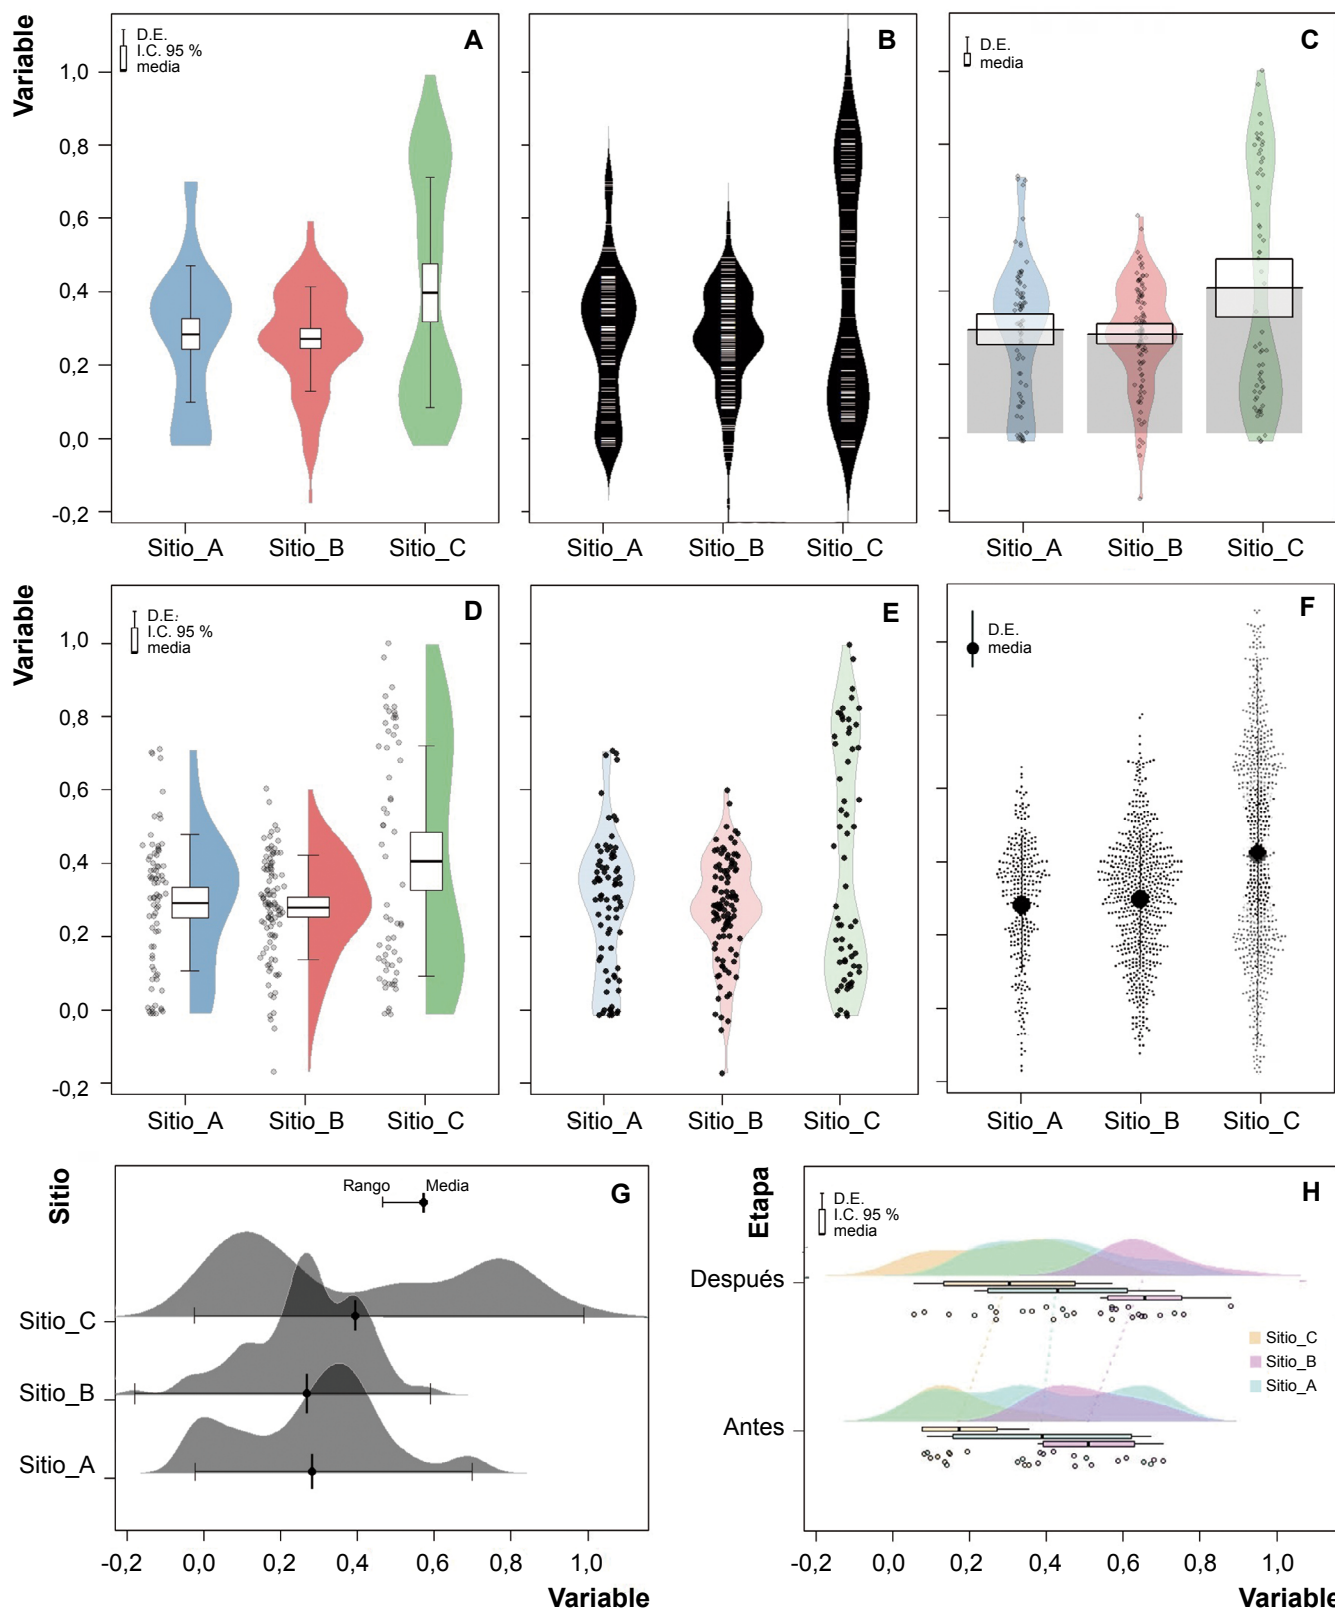 A
D.E.
I.C. 95 %
media
Variable
1,0
0,8
0,6
0,4
0,2
0,0
-0,2
Sitio_A
Sitio_B
Sitio_C
B
Sitio_A
Sitio_B
Sitio_C
C
D.E.
media
Sitio_A
Sitio_B
Sitio_C
D
D.E.
I.C. 95 %
media
Variable
1,0
0,8
0,6
0,4
0,2
0,0
-0,2
Sitio_A
Sitio_B
Sitio_C
E
Sitio_A
Sitio_B
Sitio_C
F
D.E.
media
Sitio_A
Sitio_B
Sitio_C
G
Sitio
Rango Media
Sitio_C
Sitio_B
Sitio_A
-0,2 0,0 0,2 0,4 0,6 0,8 1,0
Variable
H
Etapa
D.E.
I.C. 95 %
media
Después
Antes
Sitio_C
Sitio_B
Sitio_A
-0,2 0,0 0,2 0,4 0,6 0,8 1,0
Variable